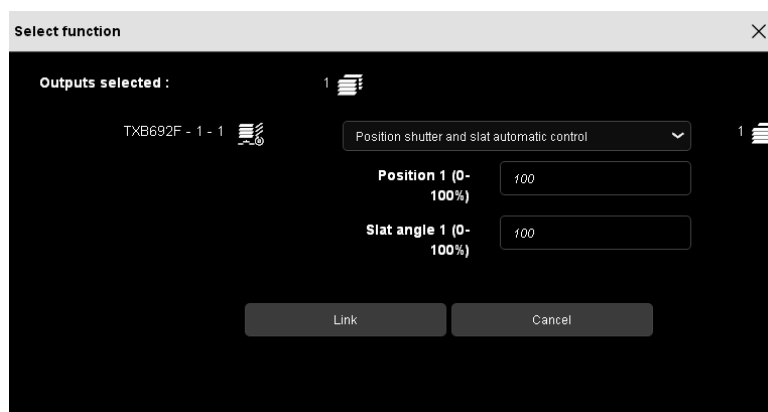 Select function
Outputs selected :
1
TXB692F - 1 - 1
Position shutter and slat automatic control
1
Position 1 (0-
100%)
100
Slat angle 1 (0-
100%)
100
Link
Cancel